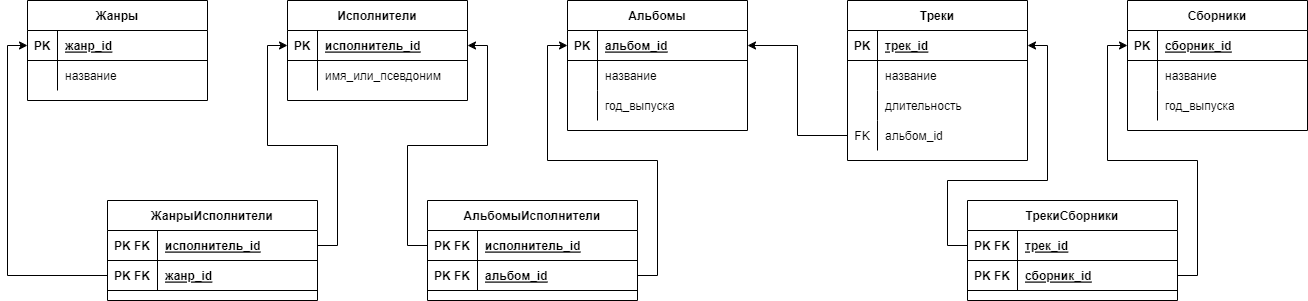 Жанры
PK жанр_id
название
Исполнители
PK исполнитель_id
имя_или_псевдоним
Альбомы
PK альбом_id
название
год_выпуска
Треки
PK трек_id
название
длительность
FK альбом_id
Сборники
PK сборник_id
название
год_выпуска
ЖанрыИсполнители
PK FK исполнитель_id
PK FK жанр_id
АльбомыИсполнители
PK FK исполнитель_id
PK FK альбом_id
ТрекиСборники
PK FK трек_id
PK FK сборник_id